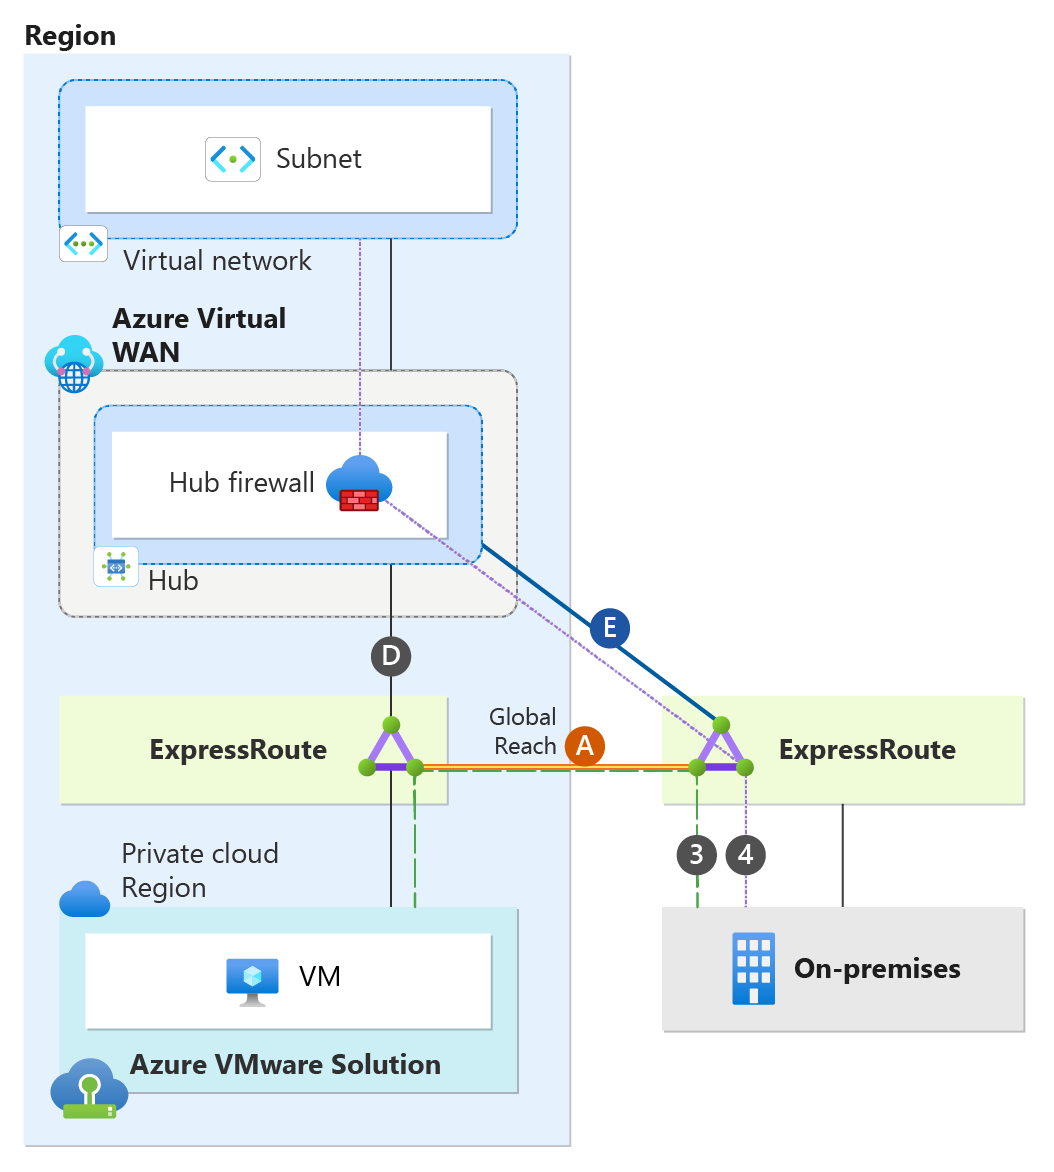 Region
Subnet
Virtual network
Azure Virtual
WAN
Hub firewall
Hub
E
D
Global
Reach
A
ExpressRoute
ExpressRoute
3
4
Private cloud
Region
VM
On-premises
Azure VMware Solution